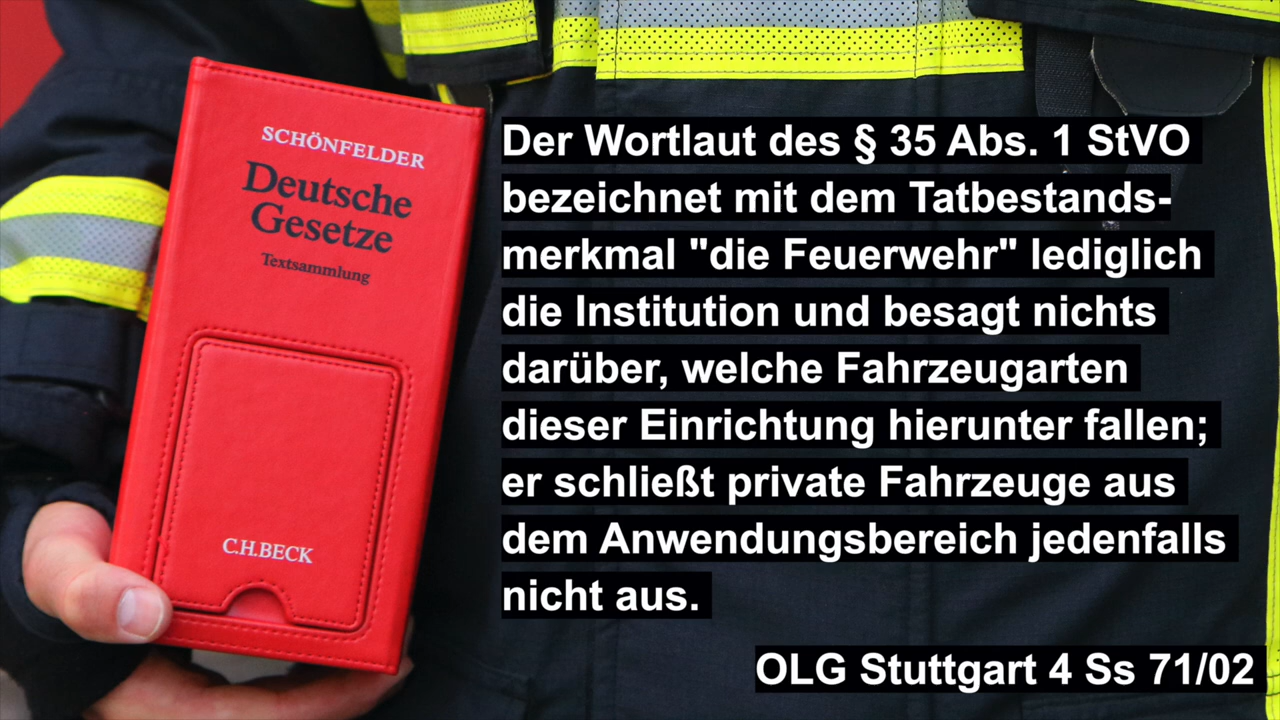 SCHÖNFELDER
Deutsche
Gesetze
Textsammlung
C.H.BECK
Der Wortlaut des § 35 Abs. 1 StVO
bezeichnet mit dem Tatbestands-
merkmal "die Feuerwehr" lediglich
die Institution und besagt nichts
darüber, welche Fahrzeugarten
dieser Einrichtung hierunter fallen;
er schließt private Fahrzeuge aus
dem Anwendungsbereich jedenfalls
nicht aus.
OLG Stuttgart 4 Ss 71/02